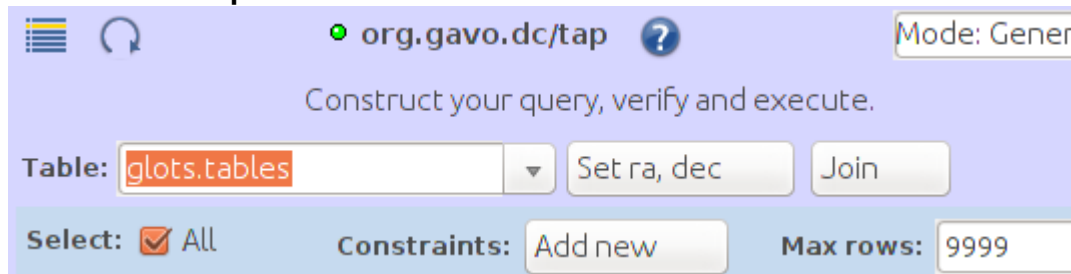 org.gavo.dc/tap ? Mode: Gener
Construct your query, verify and execute.
Table: glots.tables Set ra, dec Join
Select: All Constraints: Add new Max rows: 9999